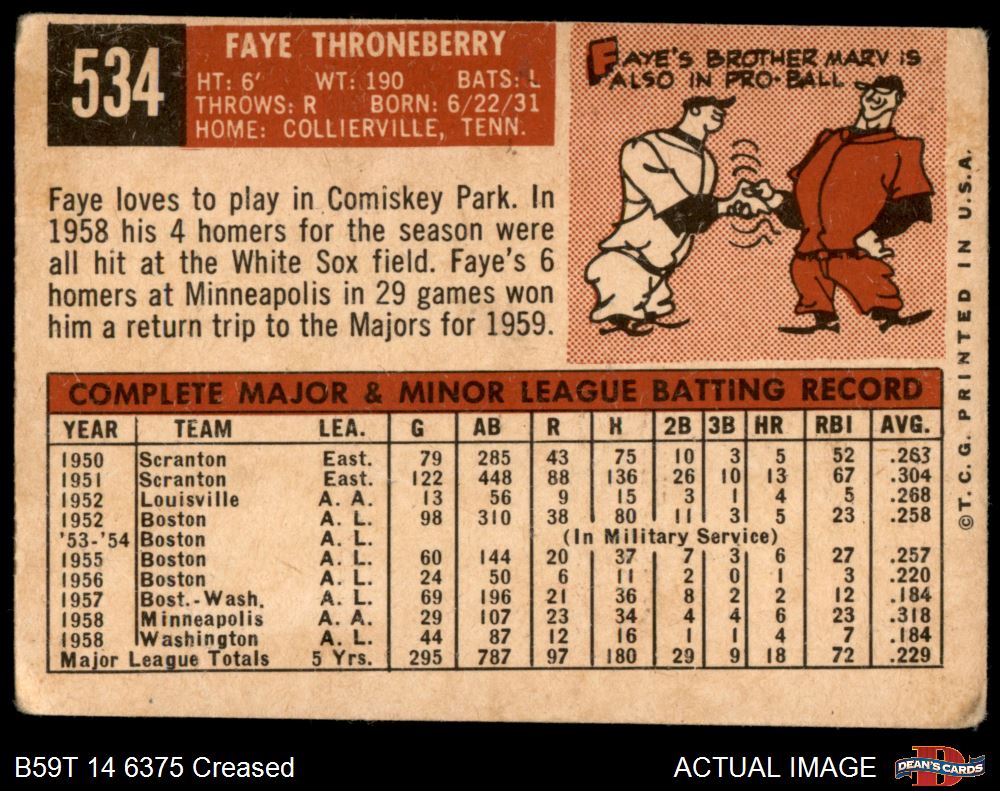 534
FAYE THRONEBERRY
HT: 6' WT: 190 BATS: L
THROWS: R BORN: 6/22/31
HOME: COLLIERVILLE, TENN.
FAYE'S BROTHER MARV IS
ALSO IN PRO-BALL
Faye loves to play in Comiskey Park. In
1958 his 4 homers for the season were
all hit at the White Sox field. Faye's 6
homers at Minneapolis in 29 games won
him a return trip to the Majors for 1959.
COMPLETE MAJOR & MINOR LEAGUE BATTING RECORD
YEAR TEAM LEA. G AB R H 2B 3B HR RBI AVG.
1950 Scranton East. 79 285 43 75 10 3 5 52 .263
1951 Scranton East. 122 448 88 136 26 10 13 67 .304
1952 Louisville A. A. 13 56 9 15 3 1 4 5 .268
1952 Boston A. L. 98 310 38 80 11 3 5 23 .258
'53-'54 Boston A. L. (In Military Service)
1955 Boston A. L. 60 144 20 37 7 3 6 27 .257
1956 Boston A. L. 24 50 6 11 2 0 1 3 .220
1957 Bost.-Wash. A. L. 69 196 21 36 8 2 2 12 .184
1958 Minneapolis A. A. 29 107 23 34 4 4 6 23 .318
1958 Washington A. L. 44 87 12 16 1 1 4 7 .184
Major League Totals 5 Yrs. 295 787 97 180 29 9 18 72 .229
©T. C. G. PRINTED IN U.S.A.
B59T 14 6375 Creased
ACTUAL IMAGE
DEAN'S CARDS